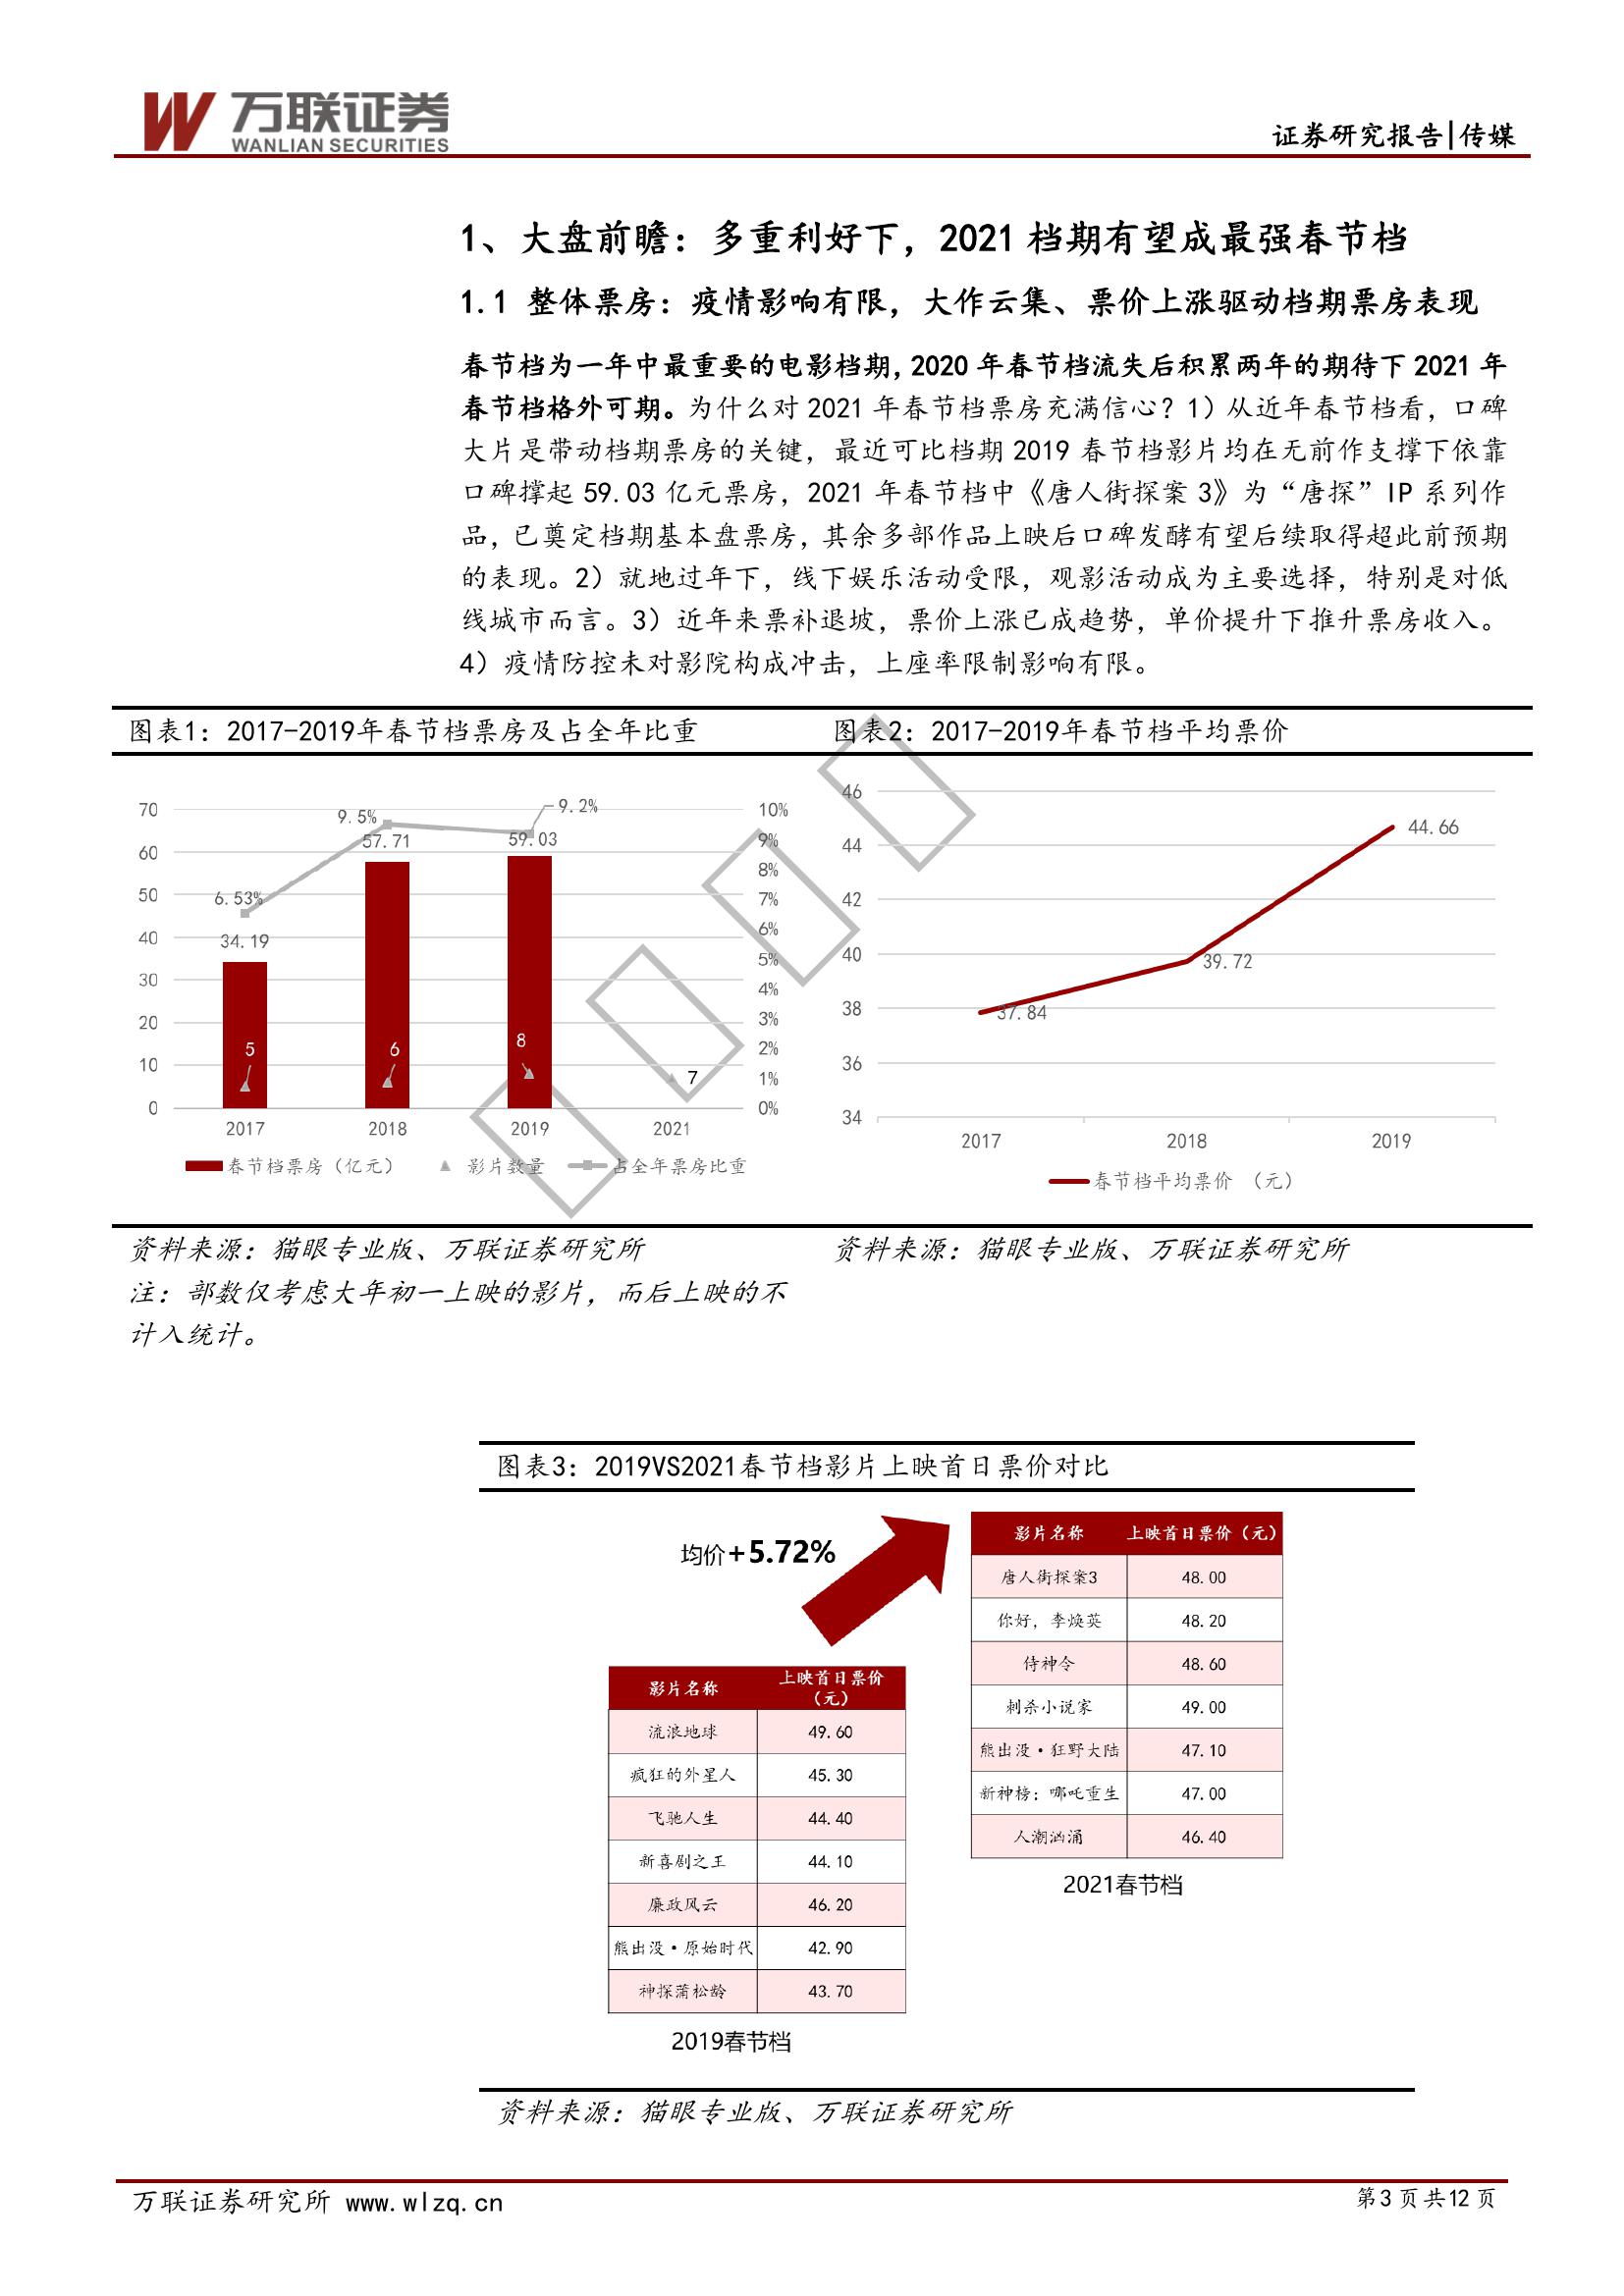 万联证券
WANLIAN SECURITIES
证券研究报告|传媒
1、大盘前瞻：多重利好下，2021档期有望成最强春节档
1.1 整体票房：疫情影响有限，大作云集、票价上涨驱动档期票房表现
春节档为一年中最重要的电影档期，2020年春节档流失后积累两年的期待下2021年
春节档格外可期。为什么对2021年春节档票房充满信心？1）从近年春节档看，口碑
大片是带动档期票房的关键，最近可比档期2019春节档影片均在无前作支撑下依靠
口碑撑起59.03亿元票房，2021年春节档中《唐人街探案3》为“唐探”IP系列作
品，已奠定档期基本盘票房，其余多部作品上映后口碑发酵有望后续取得超此前预期
的表现。2）就地过年下，线下娱乐活动受限，观影活动成为主要选择，特别是对低
线城市而言。3）近年来票补退坡，票价上涨已成趋势，单价提升下推升票房收入。
4）疫情防控未对影院构成冲击，上座率限制影响有限。
图表1：2017-2019年春节档票房及占全年比重
70
60
50
40
30
20
10
0
10%
9%
8%
7%
6%
5%
4%
3%
2%
1%
0%
6.53%
9.5%
9.2%
34.19
57.71
59.03
5
6
8
7
2017
2018
2019
2021
春节档票房（亿元）
影片数量
占全年票房比重
资料来源：猫眼专业版、万联证券研究所
注：部数仅考虑大年初一上映的影片，而后上映的不
计入统计。
图表2：2017-2019年春节档平均票价
46
44
42
40
38
36
34
37.84
39.72
44.66
2017
2018
2019
春节档平均票价 （元）
资料来源：猫眼专业版、万联证券研究所
图表3：2019VS2021春节档影片上映首日票价对比
均价+5.72%
影片名称 上映首日票价
（元）
流浪地球 49.60
疯狂的外星人 45.30
飞驰人生 44.40
新喜剧之王 44.10
廉政风云 46.20
熊出没·原始时代 42.90
神探蒲松龄 43.70
2019春节档
影片名称 上映首日票价（元）
唐人街探案3 48.00
你好，李焕英 48.20
侍神令 48.60
刺杀小说家 49.00
熊出没·狂野大陆 47.10
新神榜：哪吒重生 47.00
人潮汹涌 46.40
2021春节档
资料来源：猫眼专业版、万联证券研究所
万联证券研究所 www.wlzq.cn
第3页共12页